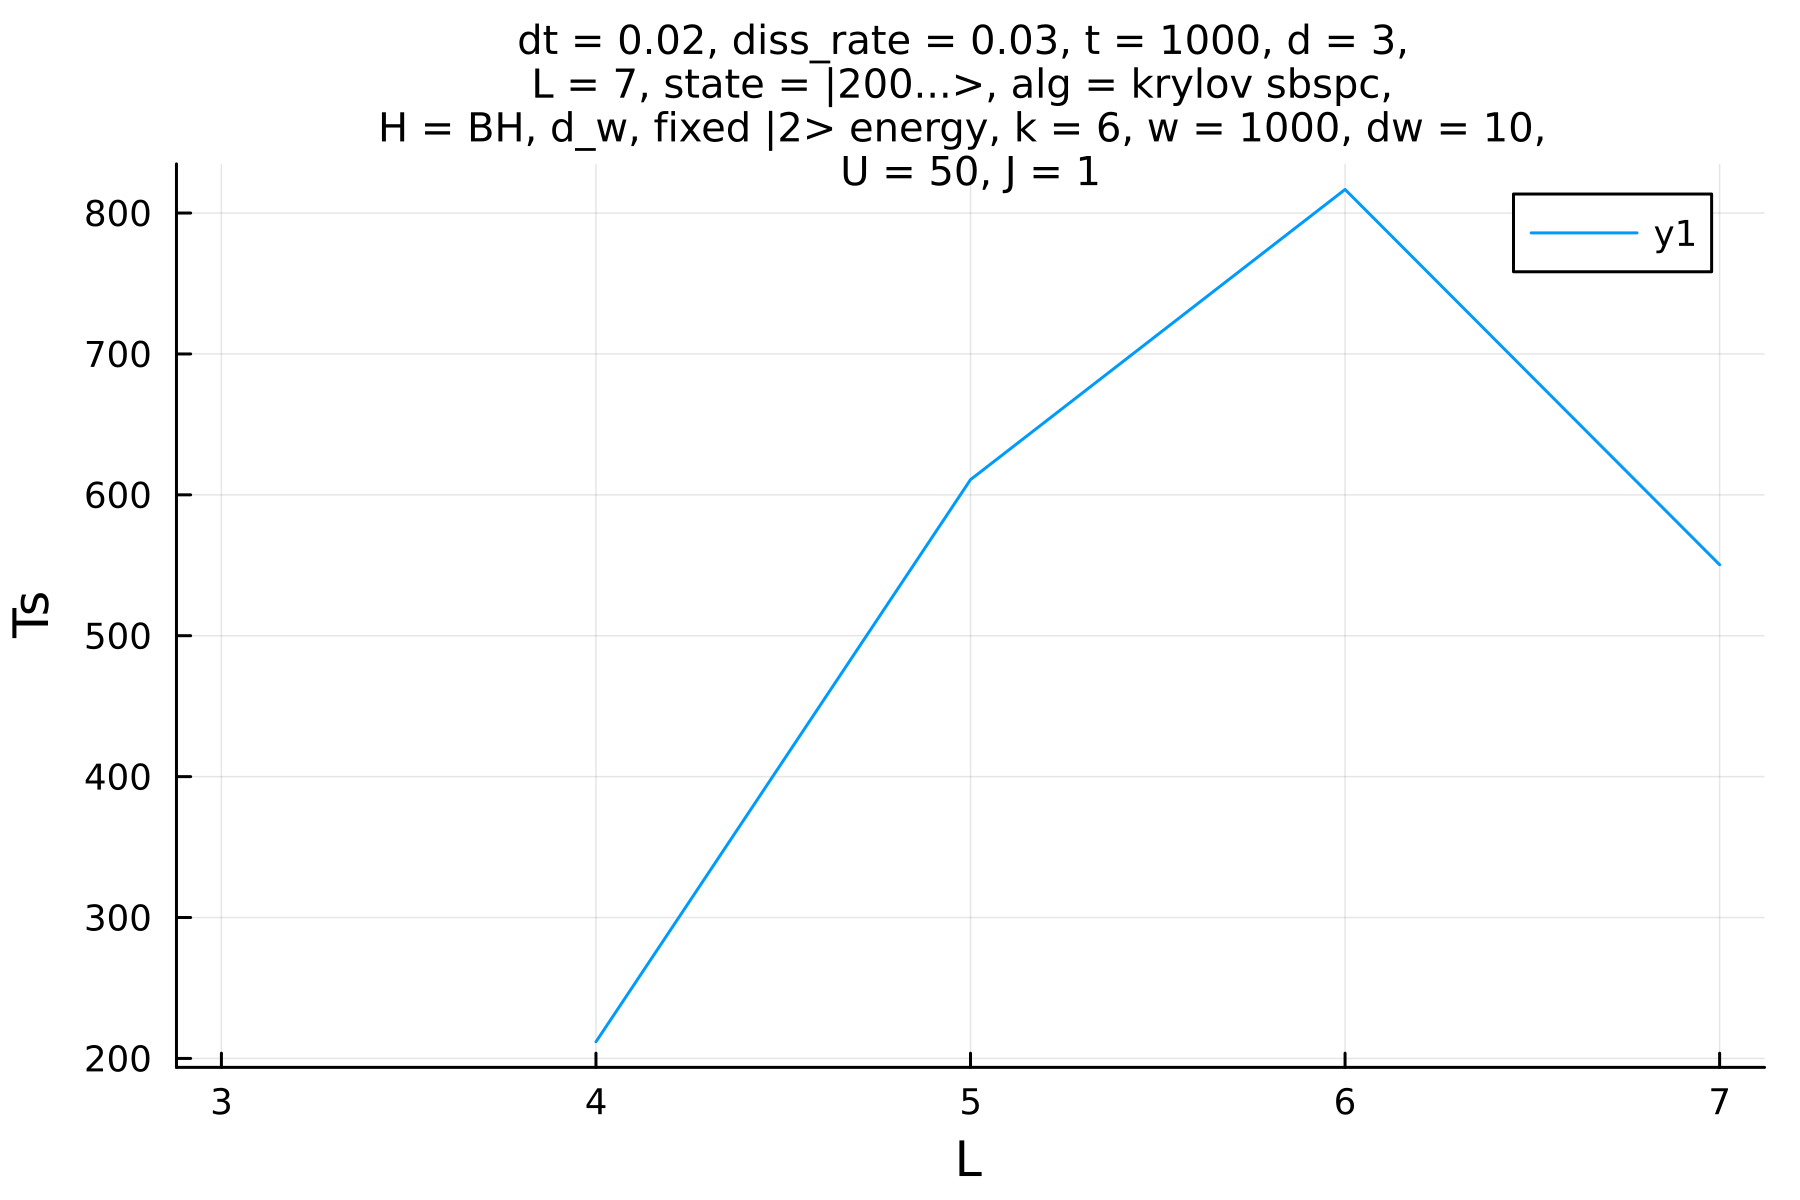 dt = 0.02, diss_rate = 0.03, t = 1000, d = 3,
L = 7, state = |200...>, alg = krylov sbspc,
H = BH, d_w, fixed |2> energy, k = 6, w = 1000, dw = 10,
U = 50, J = 1
y1
800
700
600
500
400
300
200
Ts
3 4 5 6 7
L